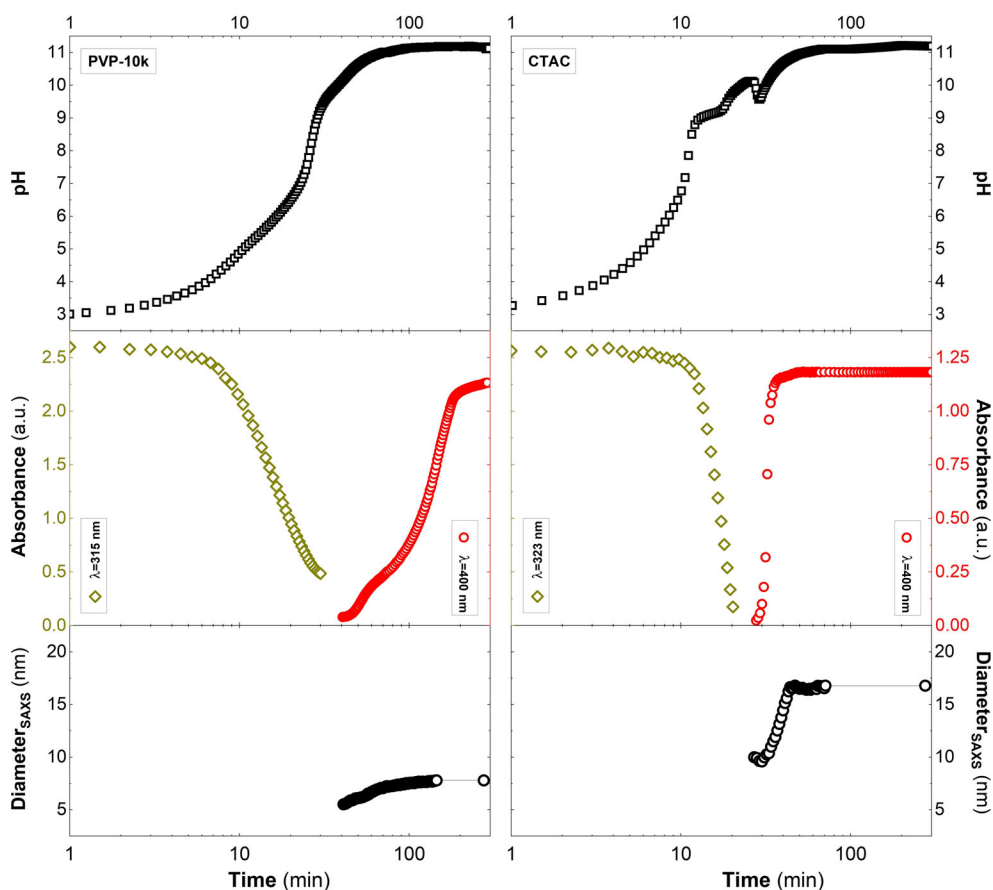 1 10 100
1 10 100
PVP-10k
CTAC
pH
11
10
9
8
7
6
5
4
3
11
10
9
8
7
6
5
4
3
pH
Absorbance (a.u.)
2.5
2.0
1.5
1.0
0.5
0.0
λ=315 nm
λ=400 nm
λ=323 nm
λ=400 nm
1.25
1.00
0.75
0.50
0.25
0.00
Absorbance (a.u.)
DiameterSAXS (nm)
20
15
10
5
20
15
10
5
DiameterSAXS (nm)
1 10 100
1 10 100
Time (min)
Time (min)